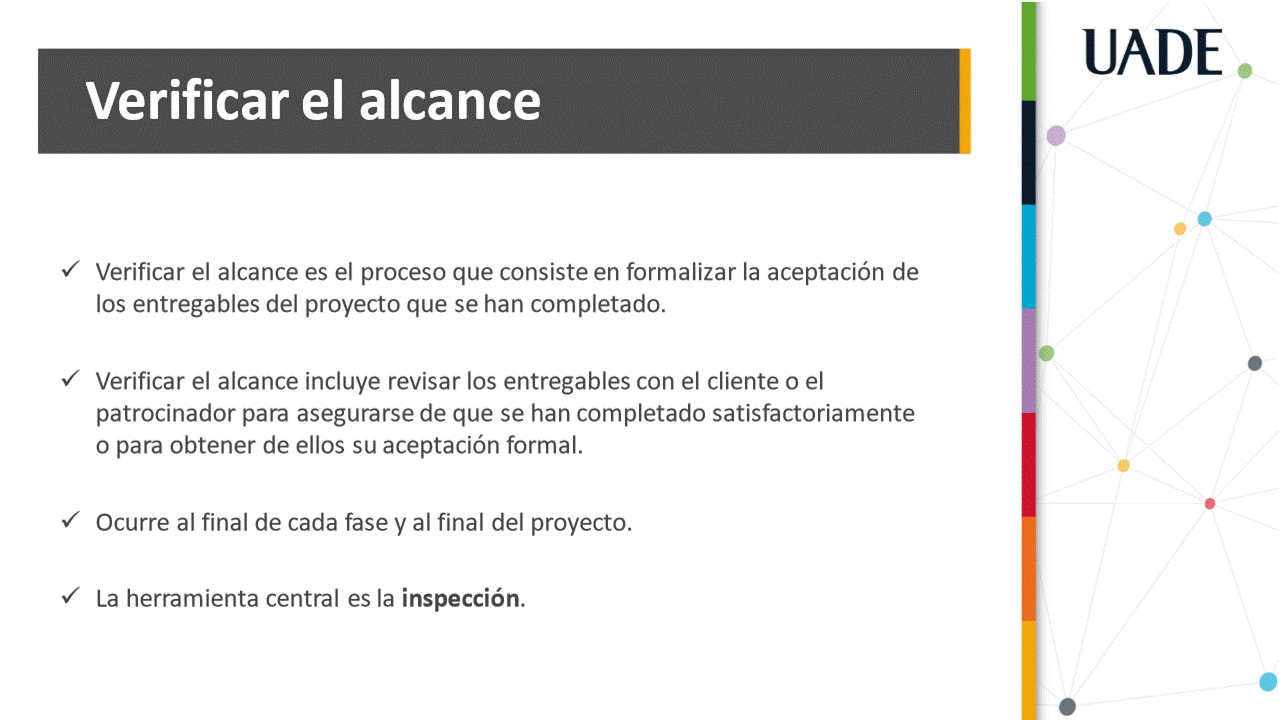 UADE
Verificar el alcance
✓ Verificar el alcance es el proceso que consiste en formalizar la aceptación de
los entregables del proyecto que se han completado.
✓ Verificar el alcance incluye revisar los entregables con el cliente o el
patrocinador para asegurarse de que se han completado satisfactoriamente
o para obtener de ellos su aceptación formal.
✓ Ocurre al final de cada fase y al final del proyecto.
✓ La herramienta central es la inspección.